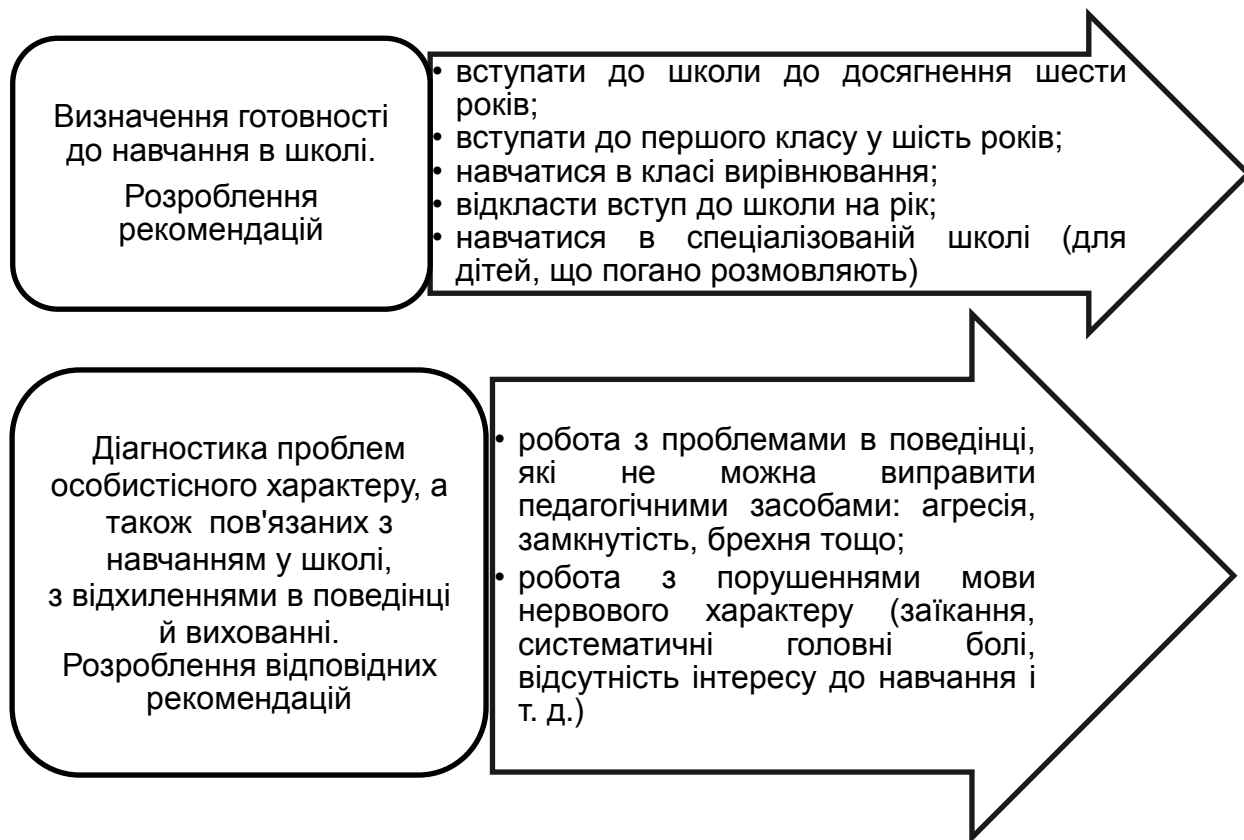 Визначення готовності
до навчання в школі.
Розроблення
рекомендацій
• вступати до школи до досягнення шести
років;
• вступати до першого класу у шість років;
• навчатися в класі вирівнювання;
• відкласти вступ до школи на рік;
• навчатися в спеціалізованій школі (для
дітей, що погано розмовляють)
Діагностика проблем
особистісного характеру, а
також пов'язаних з
навчанням у школі,
з відхиленнями в поведінці
й вихованні.
Розроблення відповідних
рекомендацій
• робота з проблемами в поведінці,
які не можна виправити
педагогічними засобами: агресія,
замкнутість, брехня тощо;
• робота з порушеннями мови
нервового характеру (заїкання,
систематичні головні болі,
відсутність інтересу до навчання і
т. д.)